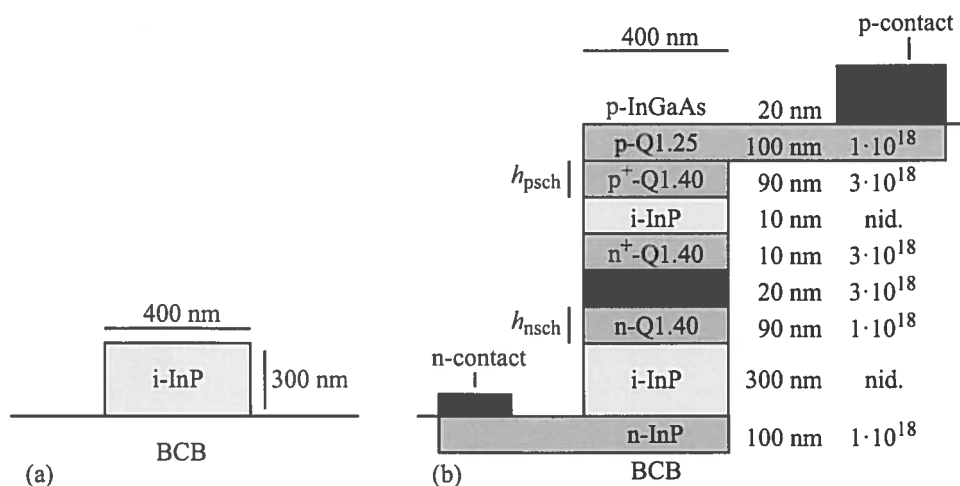 400 nm
p-contact
p-InGaAs 20 nm
p-Q1.25 100 nm 1·10¹⁸
hpsch p⁺-Q1.40 90 nm 3·10¹⁸
i-InP 10 nm nid.
n⁺-Q1.40 10 nm 3·10¹⁸
20 nm 3·10¹⁸
hnsch n-Q1.40 90 nm 1·10¹⁸
400 nm
n-contact
i-InP 300 nm
i-InP 300 nm nid.
n-InP 100 nm 1·10¹⁸
BCB
(a)
(b) BCB